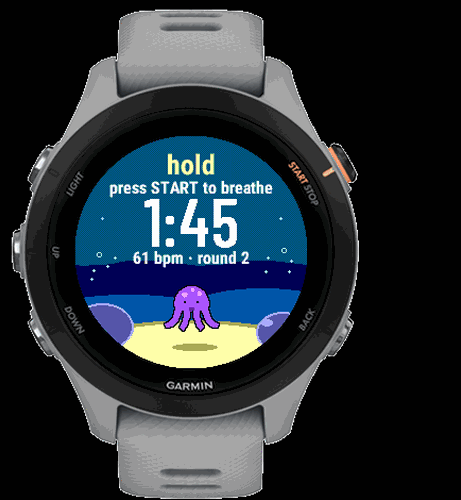 hold
press START to breathe
1:45
61 bpm · round 2
LIGHT
START STOP
UP
DOWN
BACK
GARMIN